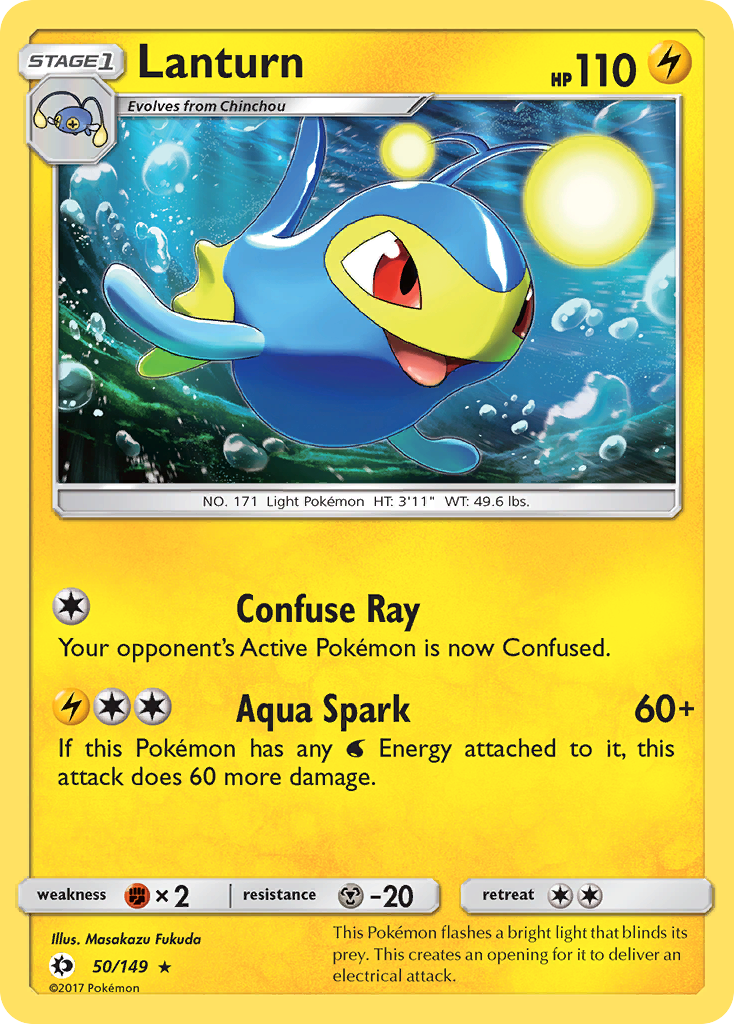 STAGE1
Lanturn
HP110
Evolves from Chinchou
NO. 171 Light Pokémon HT: 3'11" WT: 49.6 lbs.
Confuse Ray
Your opponent's Active Pokémon is now Confused.
Aqua Spark 60+
If this Pokémon has any Energy attached to it, this
attack does 60 more damage.
weakness × 2 resistance -20 retreat
Illus. Masakazu Fukuda
50/149
©2017 Pokémon
This Pokémon flashes a bright light that blinds its
prey. This creates an opening for it to deliver an
electrical attack.